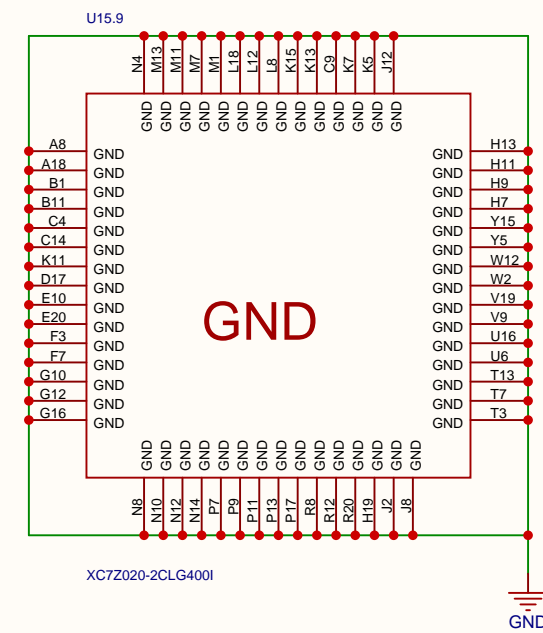 U15.9
N4 M13 M11 M7 M1 L18 L12 L8 K15 K13 C9 K7 K5 J12
GND GND GND GND GND GND GND GND GND GND GND GND GND GND
A8 GND GND H13
A18 GND GND H11
B1 GND GND H9
B11 GND GND H7
C4 GND GND Y15
C14 GND GND Y5
K11 GND GND W12
D17 GND GND W2
E10 GND GND V19
E20 GND GND V9
F3 GND GND U16
F7 GND GND U6
G10 GND GND T13
G12 GND GND T7
G16 GND GND T3
GND
GND GND GND GND GND GND GND GND GND GND GND GND GND GND GND
N8 N10 N12 N14 P7 P9 P11 P13 P17 R8 R12 R20 H19 J2 J8
XC7Z020-2CLG400I
GND